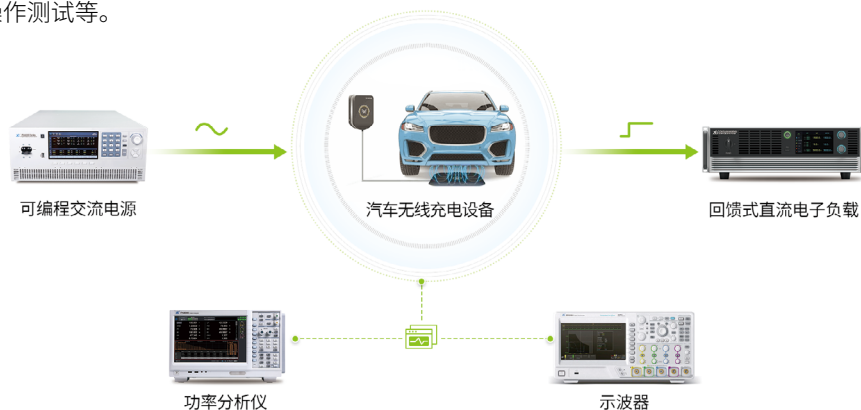 操作测试等。
可编程交流电源
汽车无线充电设备
回馈式直流电子负载
功率分析仪
示波器